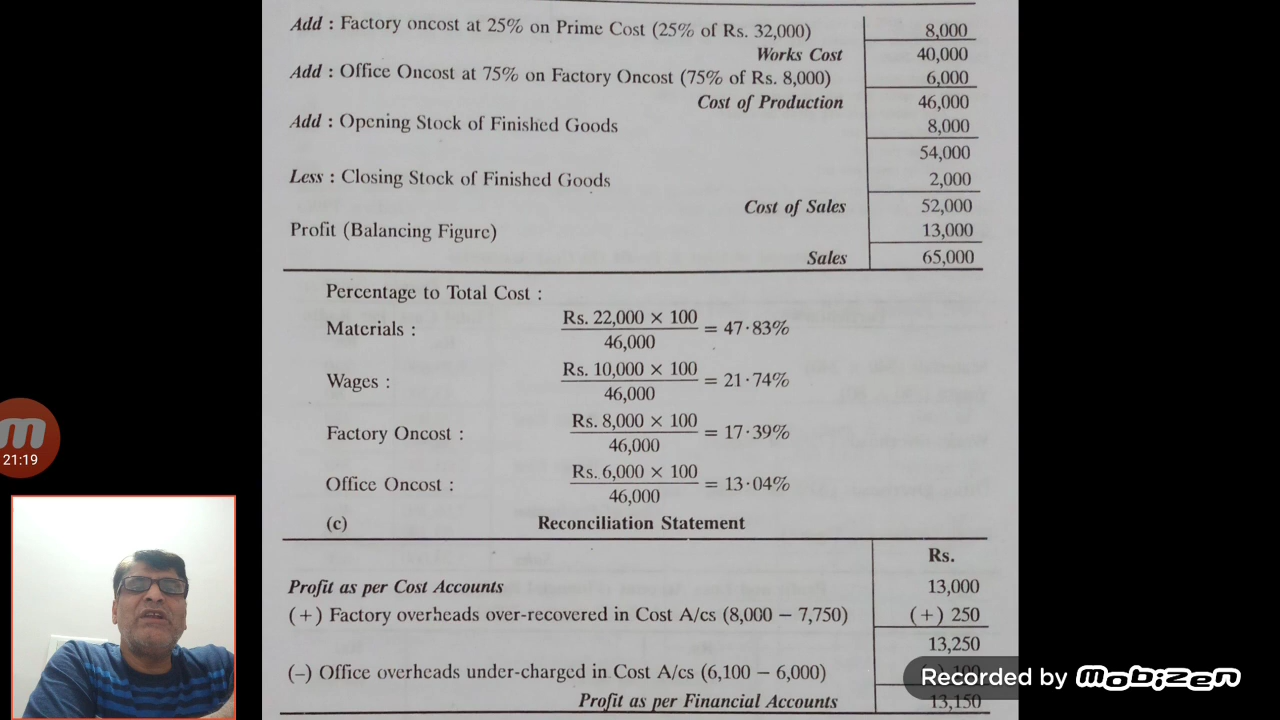 Add : Factory oncost at 25% on Prime Cost (25% of Rs. 32,000) 8,000
Works Cost 40,000
Add : Office Oncost at 75% on Factory Oncost (75% of Rs. 8,000) 6,000
Cost of Production 46,000
Add : Opening Stock of Finished Goods 8,000
54,000
Less : Closing Stock of Finished Goods 2,000
Cost of Sales 52,000
Profit (Balancing Figure) 13,000
Sales 65,000
Percentage to Total Cost :
Materials : Rs. 22,000 × 100 / 46,000 = 47·83%
Wages : Rs. 10,000 × 100 / 46,000 = 21·74%
Factory Oncost : Rs. 8,000 × 100 / 46,000 = 17·39%
Office Oncost : Rs. 6,000 × 100 / 46,000 = 13·04%
(c) Reconciliation Statement
Rs.
Profit as per Cost Accounts 13,000
(+) Factory overheads over-recovered in Cost A/cs (8,000 – 7,750) (+) 250
13,250
(–) Office overheads under-charged in Cost A/cs (6,100 – 6,000)
Profit as per Financial Accounts 13,150
21:19
Recorded by Mobizen